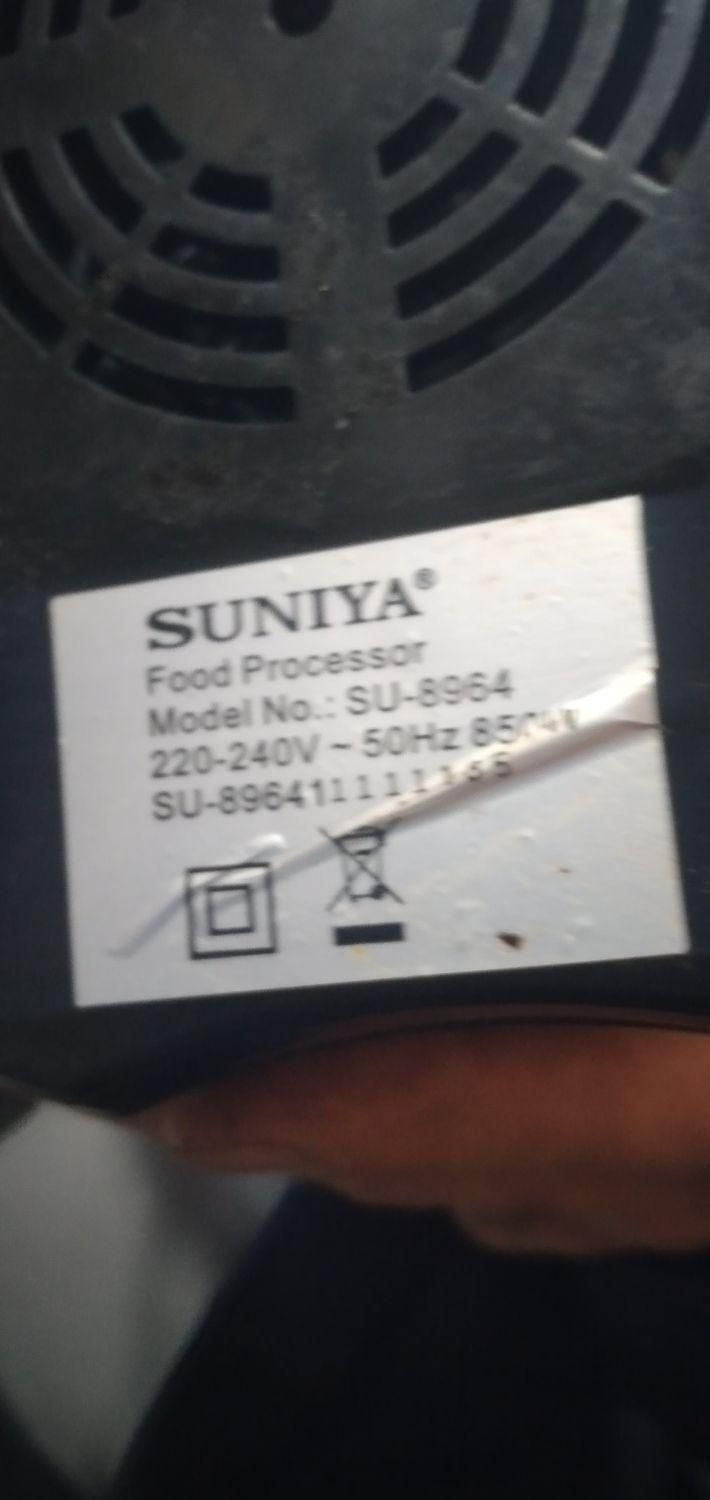 SUNIYA®
Food Processor
Model No.: SU-8964
220-240V ~ 50Hz